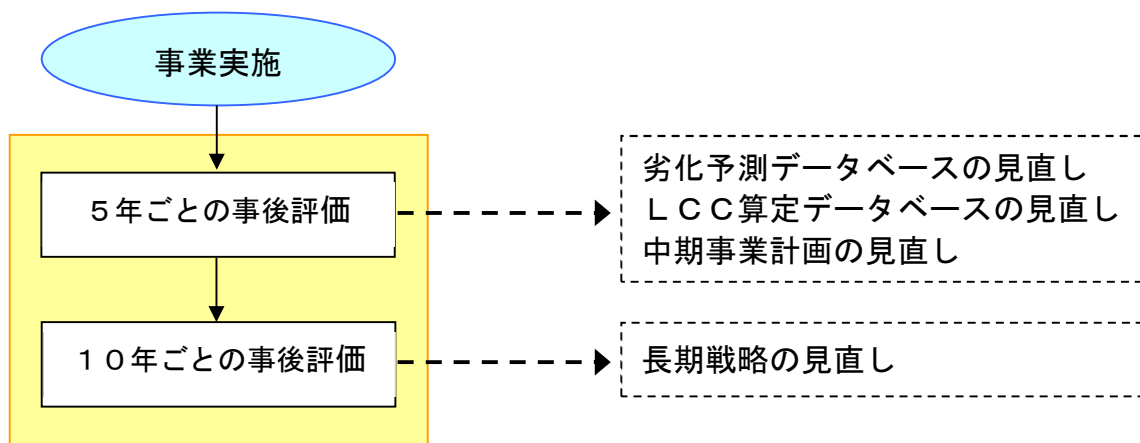 事業実施
５年ごとの事後評価
劣化予測データベースの見直し
ＬＣＣ算定データベースの見直し
中期事業計画の見直し
１０年ごとの事後評価
長期戦略の見直し